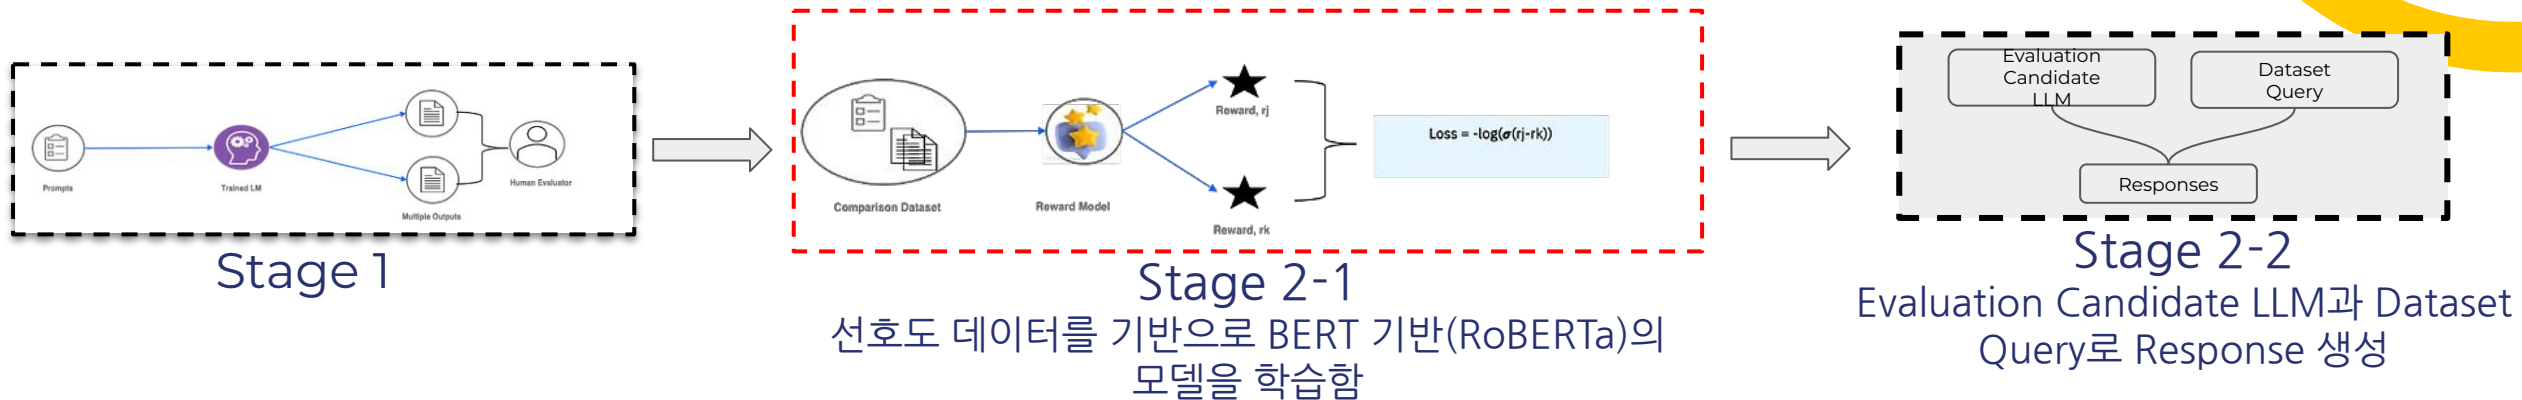 Prompts
Trained LM
Multiple Outputs
Human Evaluator
Stage 1
Comparison Dataset
Reward Model
Reward, rj
Reward, rk
Loss = -log(σ(rj-rk))
Stage 2-1
선호도 데이터를 기반으로 BERT 기반(RoBERTa)의
모델을 학습함
Evaluation
Candidate
LLM
Dataset
Query
Responses
Stage 2-2
Evaluation Candidate LLM과 Dataset
Query로 Response 생성